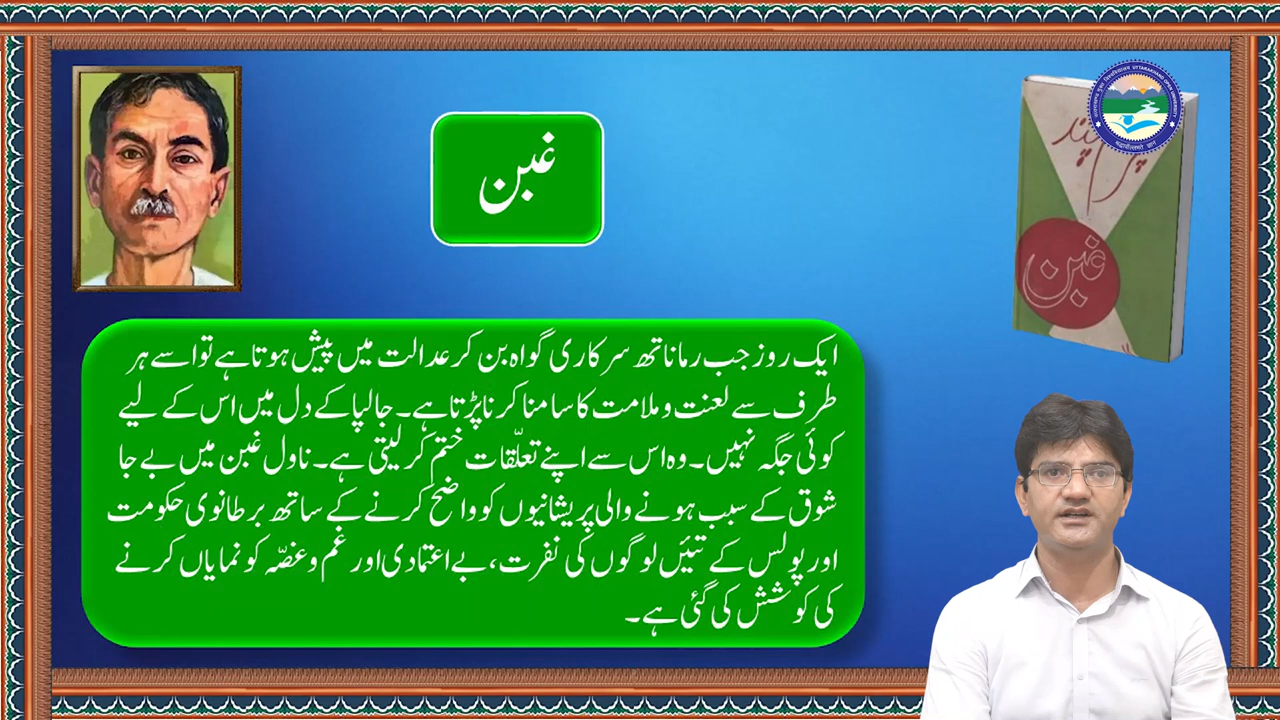 غبن
ایک روز جب رماناتھ سرکاری گواہ بن کر عدالت میں پیش ہوتا ہے تو اسے ہر
طرف سے لعنت و ملامت کا سامنا کرنا پڑتا ہے۔ جالپا کے دل میں اس کے لیے
کوئی جگہ نہیں۔ وہ اس سے اپنے تعلّقات ختم کر لیتی ہے۔ ناول غبن میں بے جا
شوق کے سبب ہونے والی پریشانیوں کو واضح کرنے کے ساتھ برطانوی حکومت
اور پولس کے تئیں لوگوں کی نفرت، بے اعتمادی اور غم و غصّہ کو نمایاں کرنے
کی کوشش کی گئی ہے۔
UTTARAKHAND OPEN UNIVERSITY
غبن